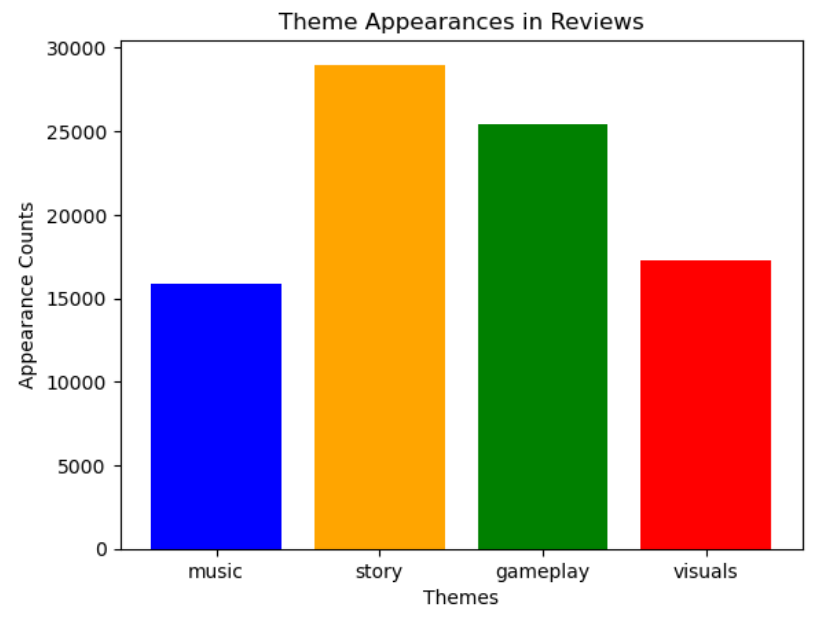 Theme Appearances in Reviews
30000
25000
20000
15000
10000
5000
0
Appearance Counts
music story gameplay visuals
Themes